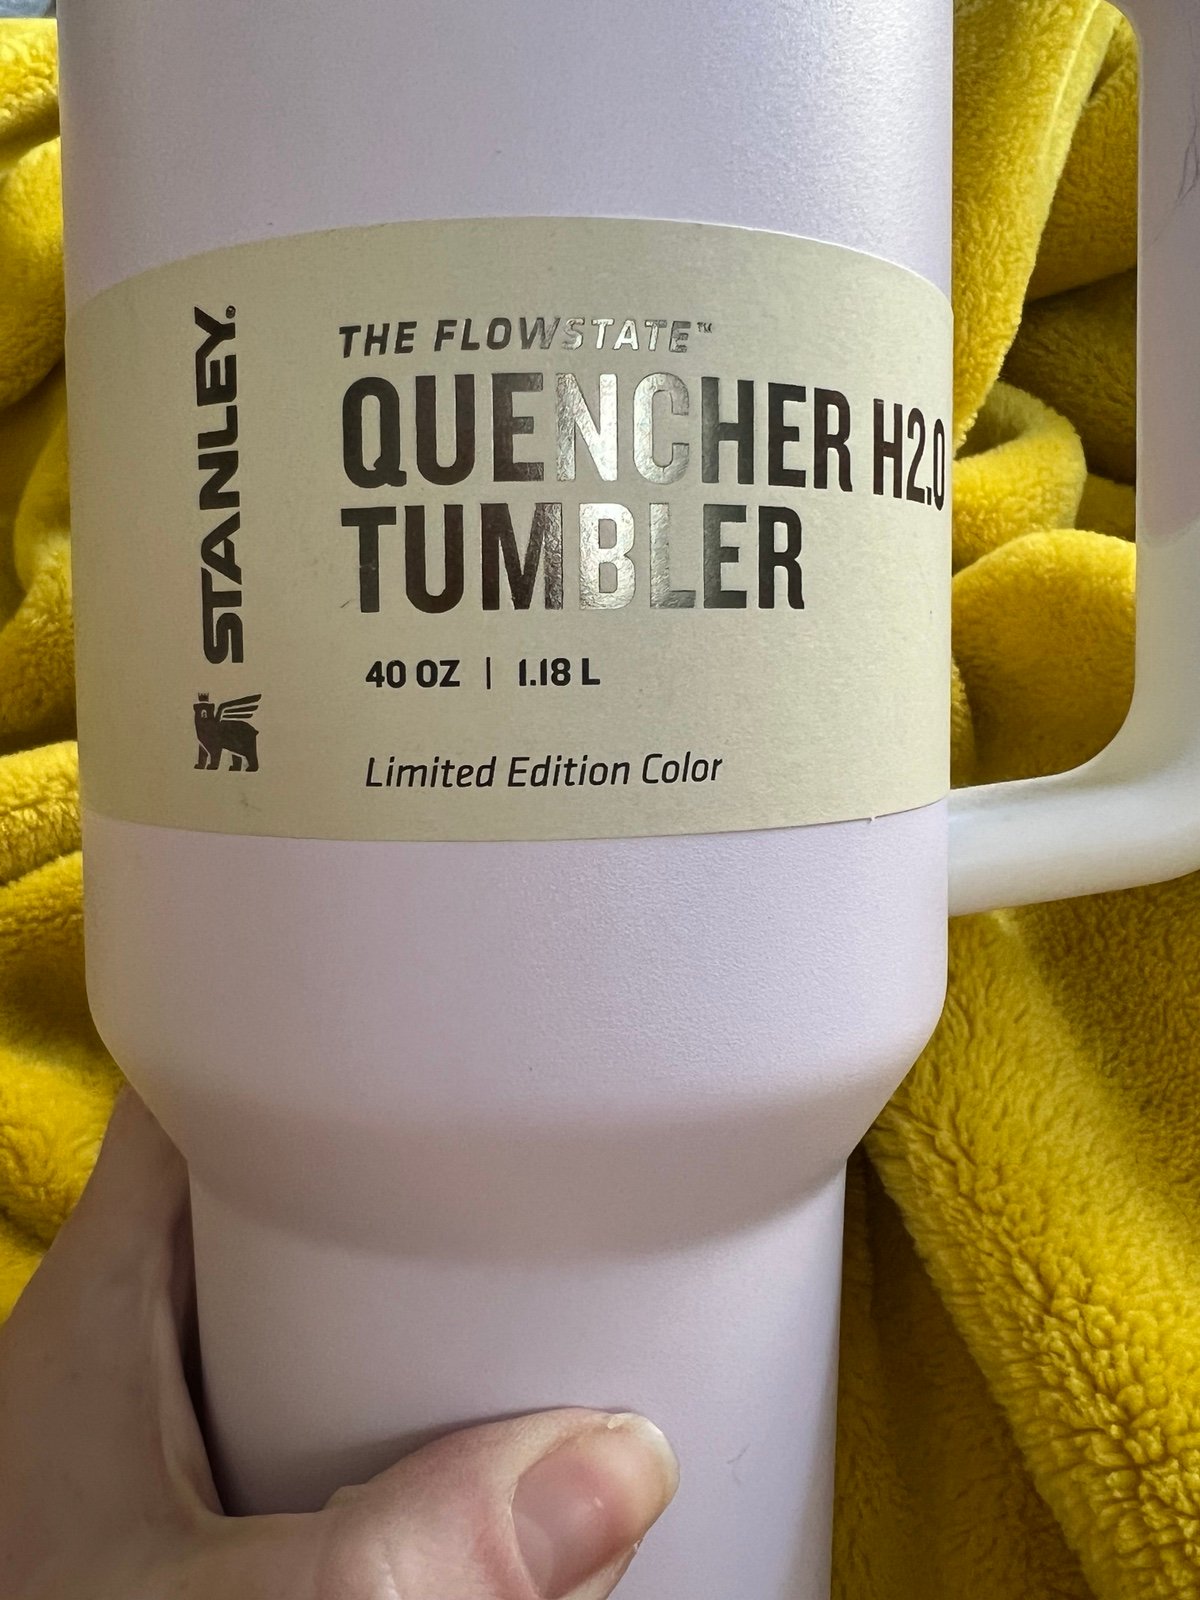 STANLEY®
THE FLOWSTATE™
QUENCHER H2.0
TUMBLER
40 OZ | 1.18 L
Limited Edition Color